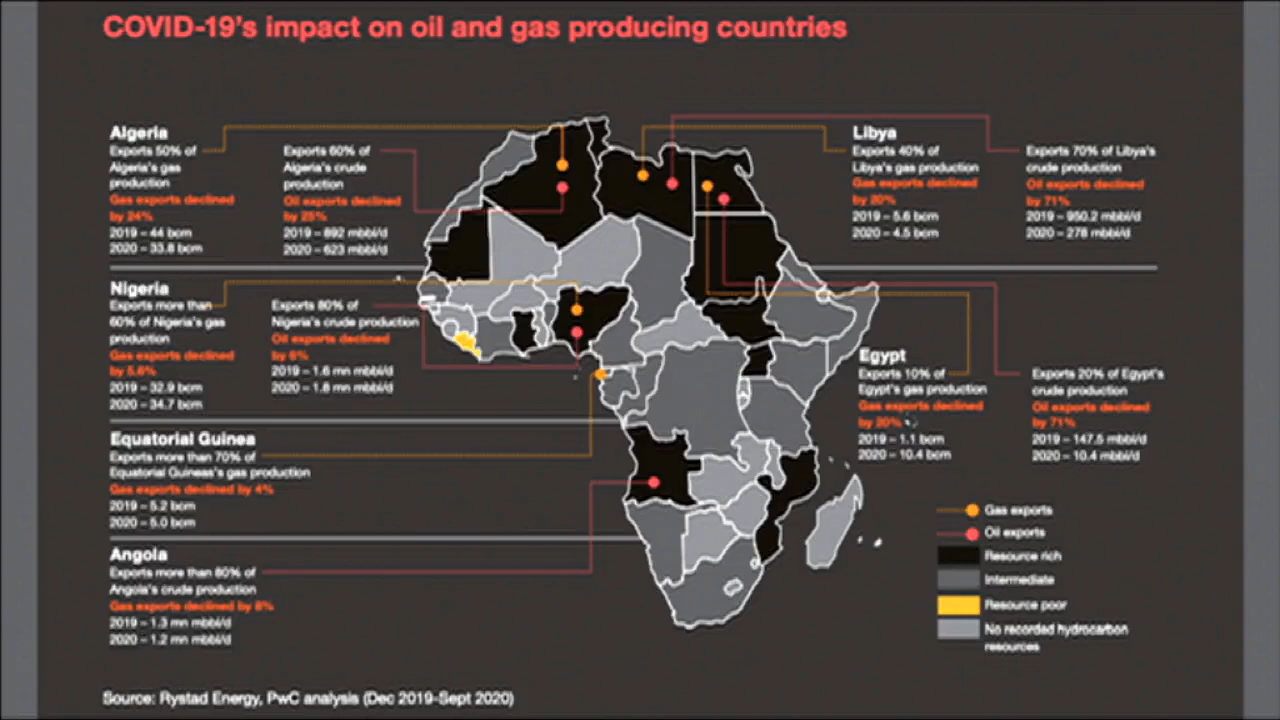 COVID-19's impact on oil and gas producing countries
Algeria
Exports 50% of
Algeria's gas
production
Gas exports declined
by 24%
2019 – 44 bcm
2020 – 33.8 bcm
Exports 60% of
Algeria's crude
production
Oil exports declined
by 25%
2019 – 892 mbbl/d
2020 – 623 mbbl/d
Libya
Exports 40% of
Libya's gas production
Gas exports declined
by 20%
2019 – 5.6 bcm
2020 – 4.5 bcm
Exports 70% of Libya's
crude production
Oil exports declined
by 71%
2019 – 950.2 mbbl/d
2020 – 278 mbbl/d
Nigeria
Exports more than
60% of Nigeria's gas
production
Gas exports declined
by 5.6%
2019 – 32.9 bcm
2020 – 34.7 bcm
Exports 80% of
Nigeria's crude production
Oil exports declined
by 6%
2019 – 1.6 mn mbbl/d
2020 – 1.8 mn mbbl/d
Egypt
Exports 10% of
Egypt's gas production
Gas exports declined
by 20%
2019 – 1.1 bcm
2020 – 10.4 bcm
Exports 20% of Egypt's
crude production
Oil exports declined
by 71%
2019 – 147.5 mbbl/d
2020 – 10.4 mbbl/d
Equatorial Guinea
Exports more than 70% of
Equatorial Guineas's gas production
Gas exports declined by 4%
2019 – 5.2 bcm
2020 – 5.0 bcm
Angola
Exports more than 80% of
Angola's crude production
Gas exports declined by 8%
2019 – 1.3 mn mbbl/d
2020 – 1.2 mn mbbl/d
Gas exports
Oil exports
Resource rich
Intermediate
Resource poor
No recorded hydrocarbon
resources
Source: Rystad Energy, PwC analysis (Dec 2019-Sept 2020)